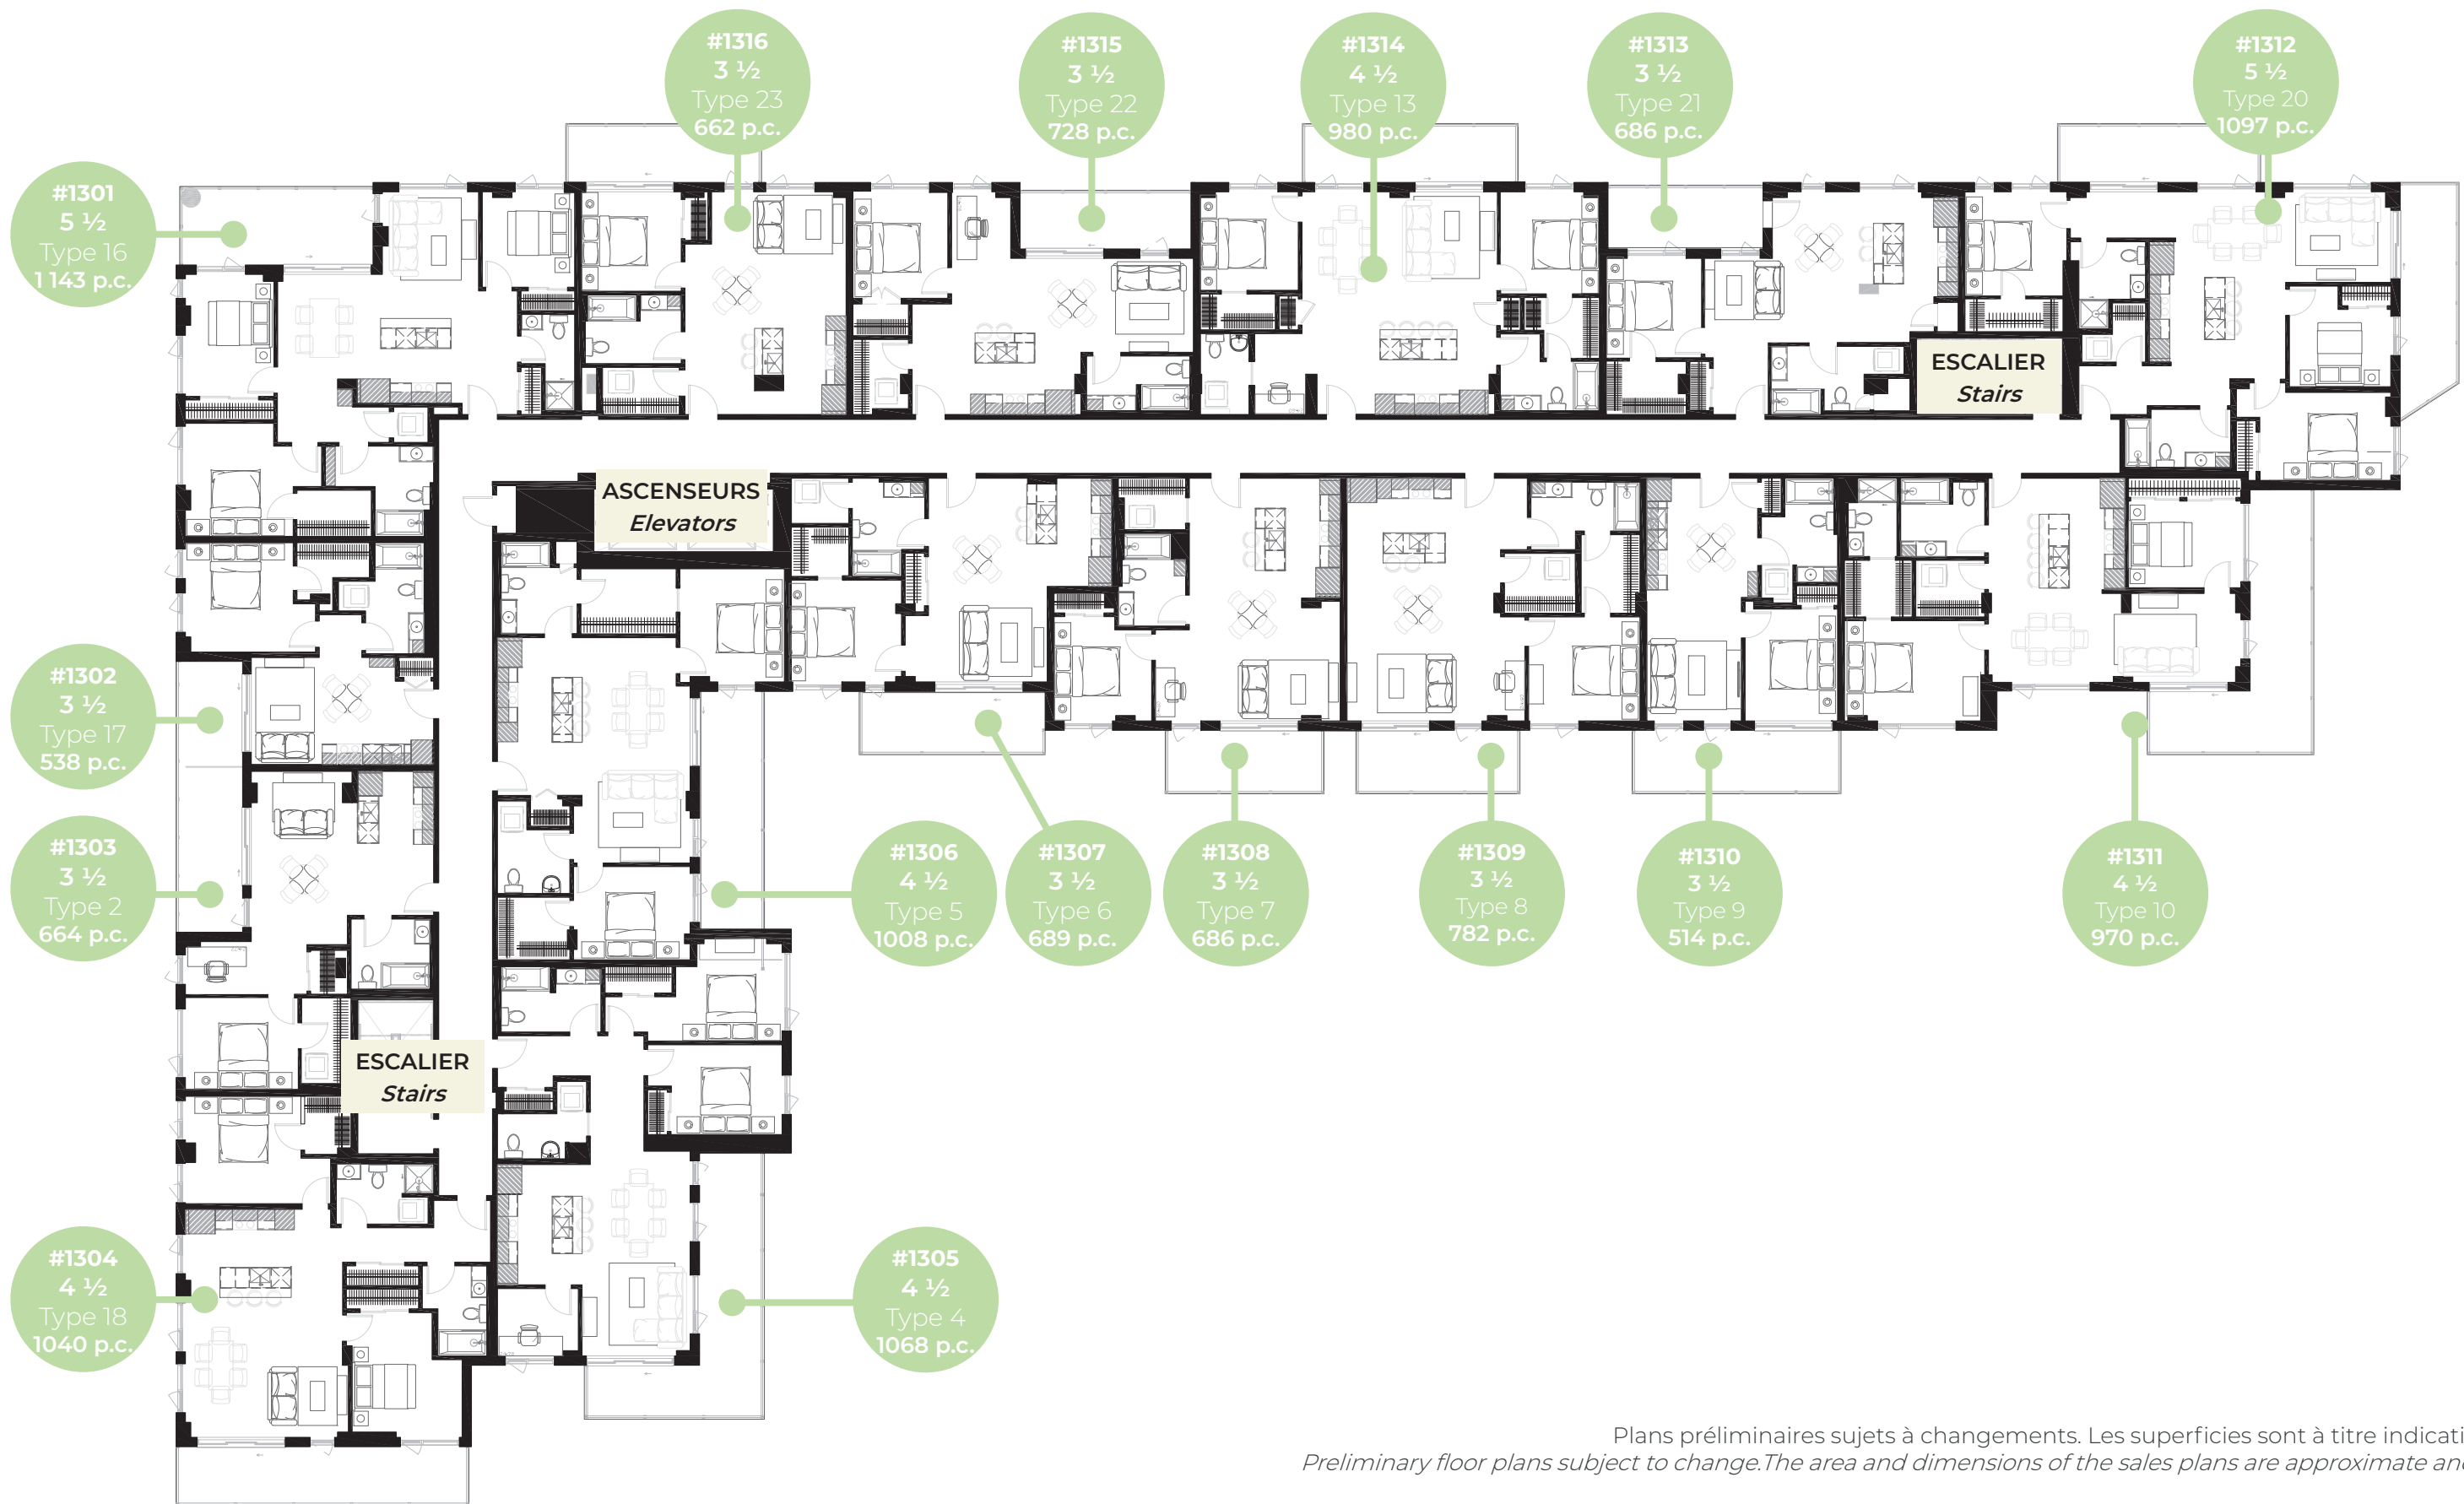 #1316
3 ½
Type 23
662 p.c.
#1315
3 ½
Type 22
728 p.c.
#1314
4 ½
Type 13
980 p.c.
#1313
3 ½
Type 21
686 p.c.
#1312
5 ½
Type 20
1097 p.c.
#1301
5 ½
Type 16
1 143 p.c.
ESCALIER
Stairs
ASCENSEURS
Elevators
#1302
3 ½
Type 17
538 p.c.
#1303
3 ½
Type 2
664 p.c.
#1306
4 ½
Type 5
1008 p.c.
#1307
3 ½
Type 6
689 p.c.
#1308
3 ½
Type 7
686 p.c.
#1309
3 ½
Type 8
782 p.c.
#1310
3 ½
Type 9
514 p.c.
#1311
4 ½
Type 10
970 p.c.
ESCALIER
Stairs
#1304
4 ½
Type 18
1040 p.c.
#1305
4 ½
Type 4
1068 p.c.
Plans préliminaires sujets à changements. Les superficies sont à titre indicati
Preliminary floor plans subject to change.The area and dimensions of the sales plans are approximate and